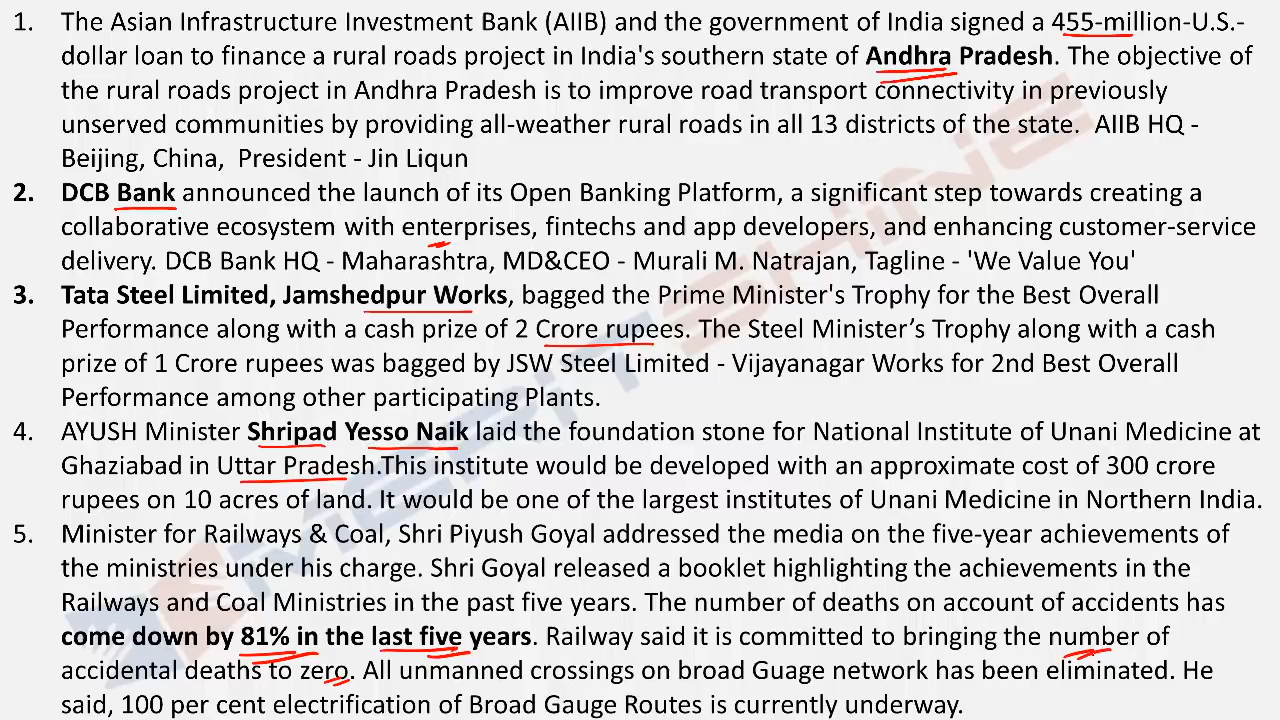 1. The Asian Infrastructure Investment Bank (AIIB) and the government of India signed a 455-million-U.S.-
dollar loan to finance a rural roads project in India's southern state of Andhra Pradesh. The objective of
the rural roads project in Andhra Pradesh is to improve road transport connectivity in previously
unserved communities by providing all-weather rural roads in all 13 districts of the state. AIIB HQ -
Beijing, China, President - Jin Liqun
2. DCB Bank announced the launch of its Open Banking Platform, a significant step towards creating a
collaborative ecosystem with enterprises, fintechs and app developers, and enhancing customer-service
delivery. DCB Bank HQ - Maharashtra, MD&CEO - Murali M. Natrajan, Tagline - 'We Value You'
3. Tata Steel Limited, Jamshedpur Works, bagged the Prime Minister's Trophy for the Best Overall
Performance along with a cash prize of 2 Crore rupees. The Steel Minister’s Trophy along with a cash
prize of 1 Crore rupees was bagged by JSW Steel Limited - Vijayanagar Works for 2nd Best Overall
Performance among other participating Plants.
4. AYUSH Minister Shripad Yesso Naik laid the foundation stone for National Institute of Unani Medicine at
Ghaziabad in Uttar Pradesh.This institute would be developed with an approximate cost of 300 crore
rupees on 10 acres of land. It would be one of the largest institutes of Unani Medicine in Northern India.
5. Minister for Railways & Coal, Shri Piyush Goyal addressed the media on the five-year achievements of
the ministries under his charge. Shri Goyal released a booklet highlighting the achievements in the
Railways and Coal Ministries in the past five years. The number of deaths on account of accidents has
come down by 81% in the last five years. Railway said it is committed to bringing the number of
accidental deaths to zero. All unmanned crossings on broad Guage network has been eliminated. He
said, 100 per cent electrification of Broad Gauge Routes is currently underway.
MERITSHINE